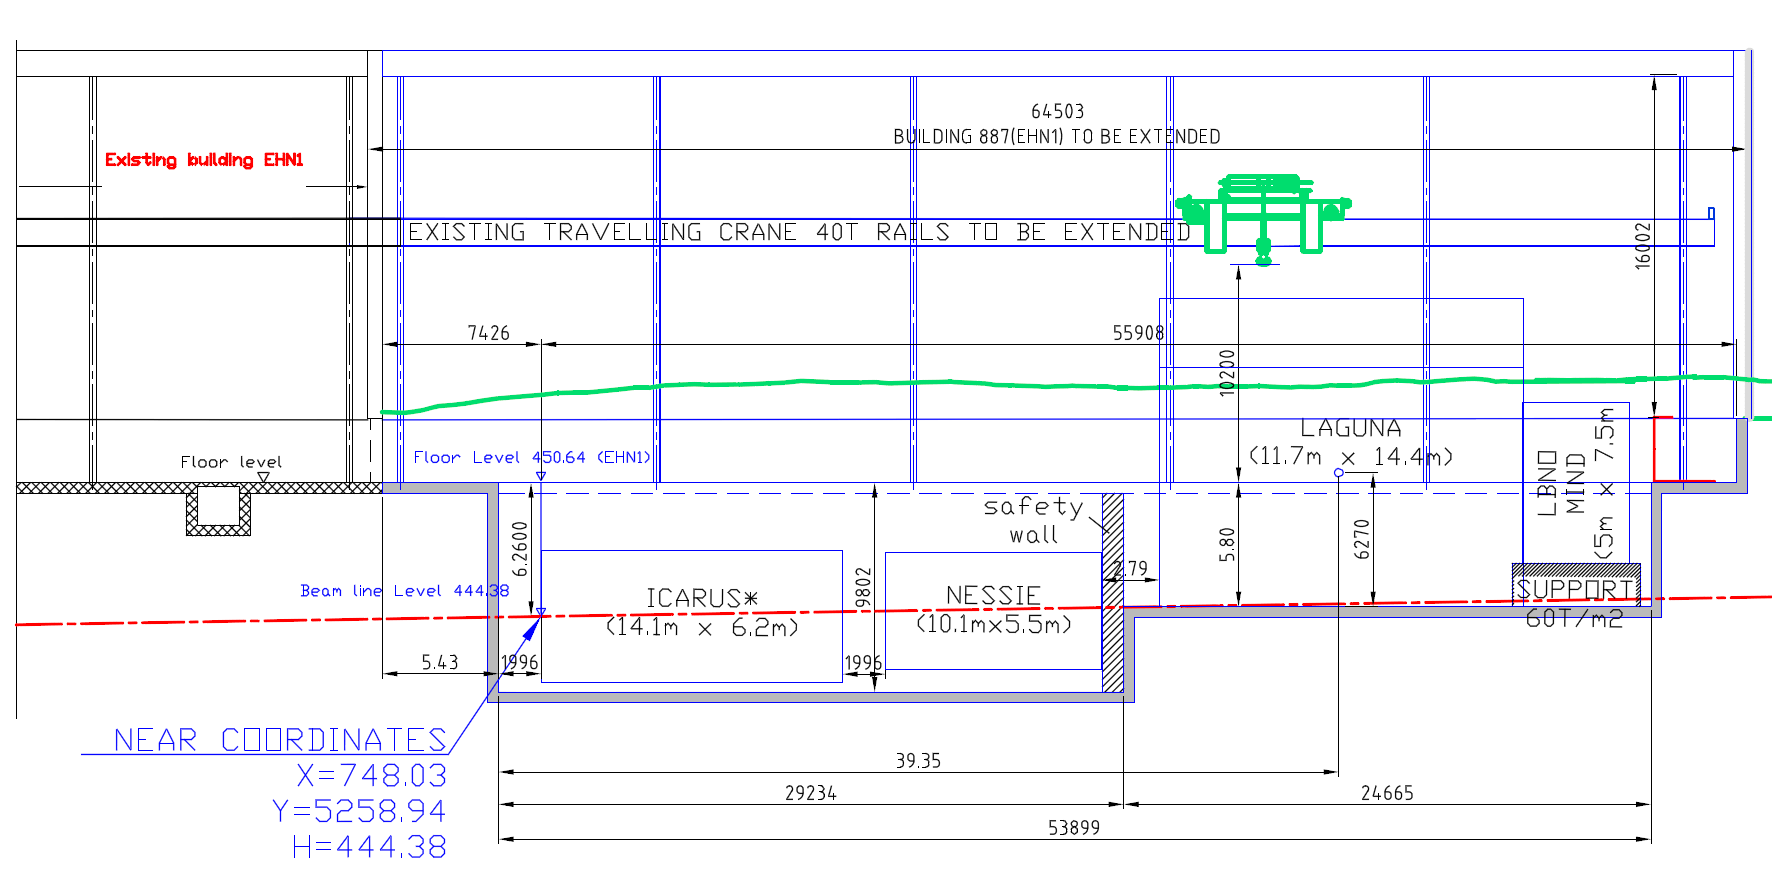 64503
BUILDING 887(EHN1) TO BE EXTENDED
Existing building EHN1
EXISTING TRAVELLING CRANE 40T RAILS TO BE EXTENDED
16002
7426
55908
10200
LAGUNA
(11.7m x 14.4m)
Floor level
Floor Level 450.64 (EHN1)
LBNO
MIND
(5m x 7.5m
safety
wall
6.2600
9802
5.80
6270
2.79
Beam line Level 444.38
ICARUS*
(14.1m x 6.2m)
NESSIE
(10.1mx5.5m)
SUPPORT
60T/m2
5.43
1996
1996
NEAR COORDINATES
X=748.03
Y=5258.94
H=444.38
39.35
29234
24665
53899